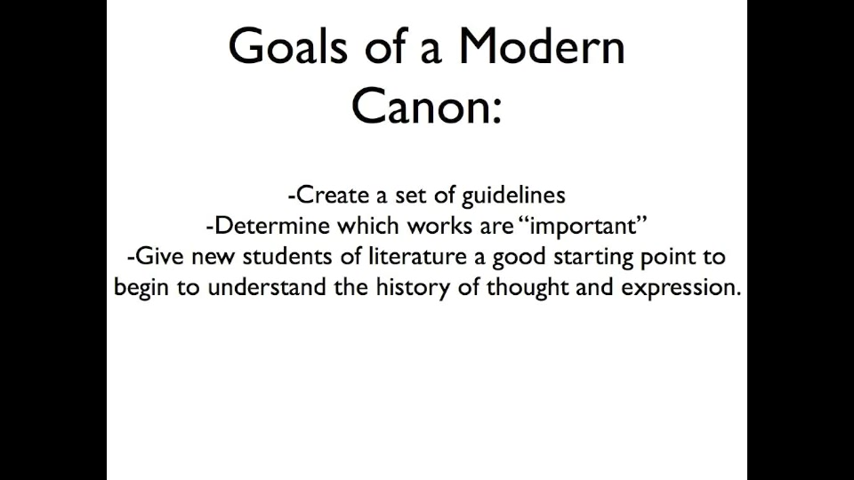 Goals of a Modern
Canon:
-Create a set of guidelines
-Determine which works are “important”
-Give new students of literature a good starting point to
begin to understand the history of thought and expression.